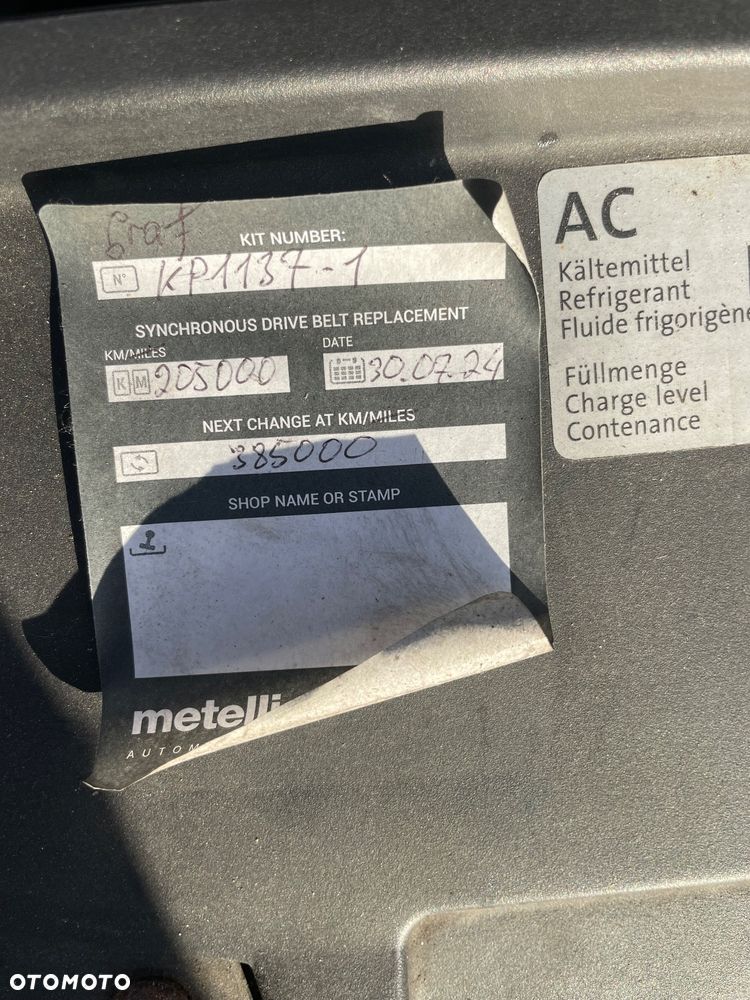 Graf
KIT NUMBER:
N° KP1137-1
SYNCHRONOUS DRIVE BELT REPLACEMENT
KM/MILES DATE
K M 205000 30.07.24
NEXT CHANGE AT KM/MILES
385000
SHOP NAME OR STAMP
metelli
AUTOM
AC
Kältemittel
Refrigerant
Fluide frigorigène
Füllmenge
Charge level
Contenance
OTOMOTO